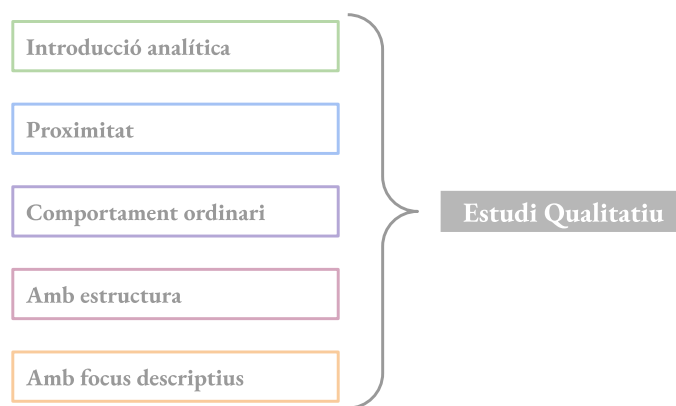 Introducció analítica
Proximitat
Comportament ordinari
Amb estructura
Amb focus descriptius
Estudi Qualitatiu